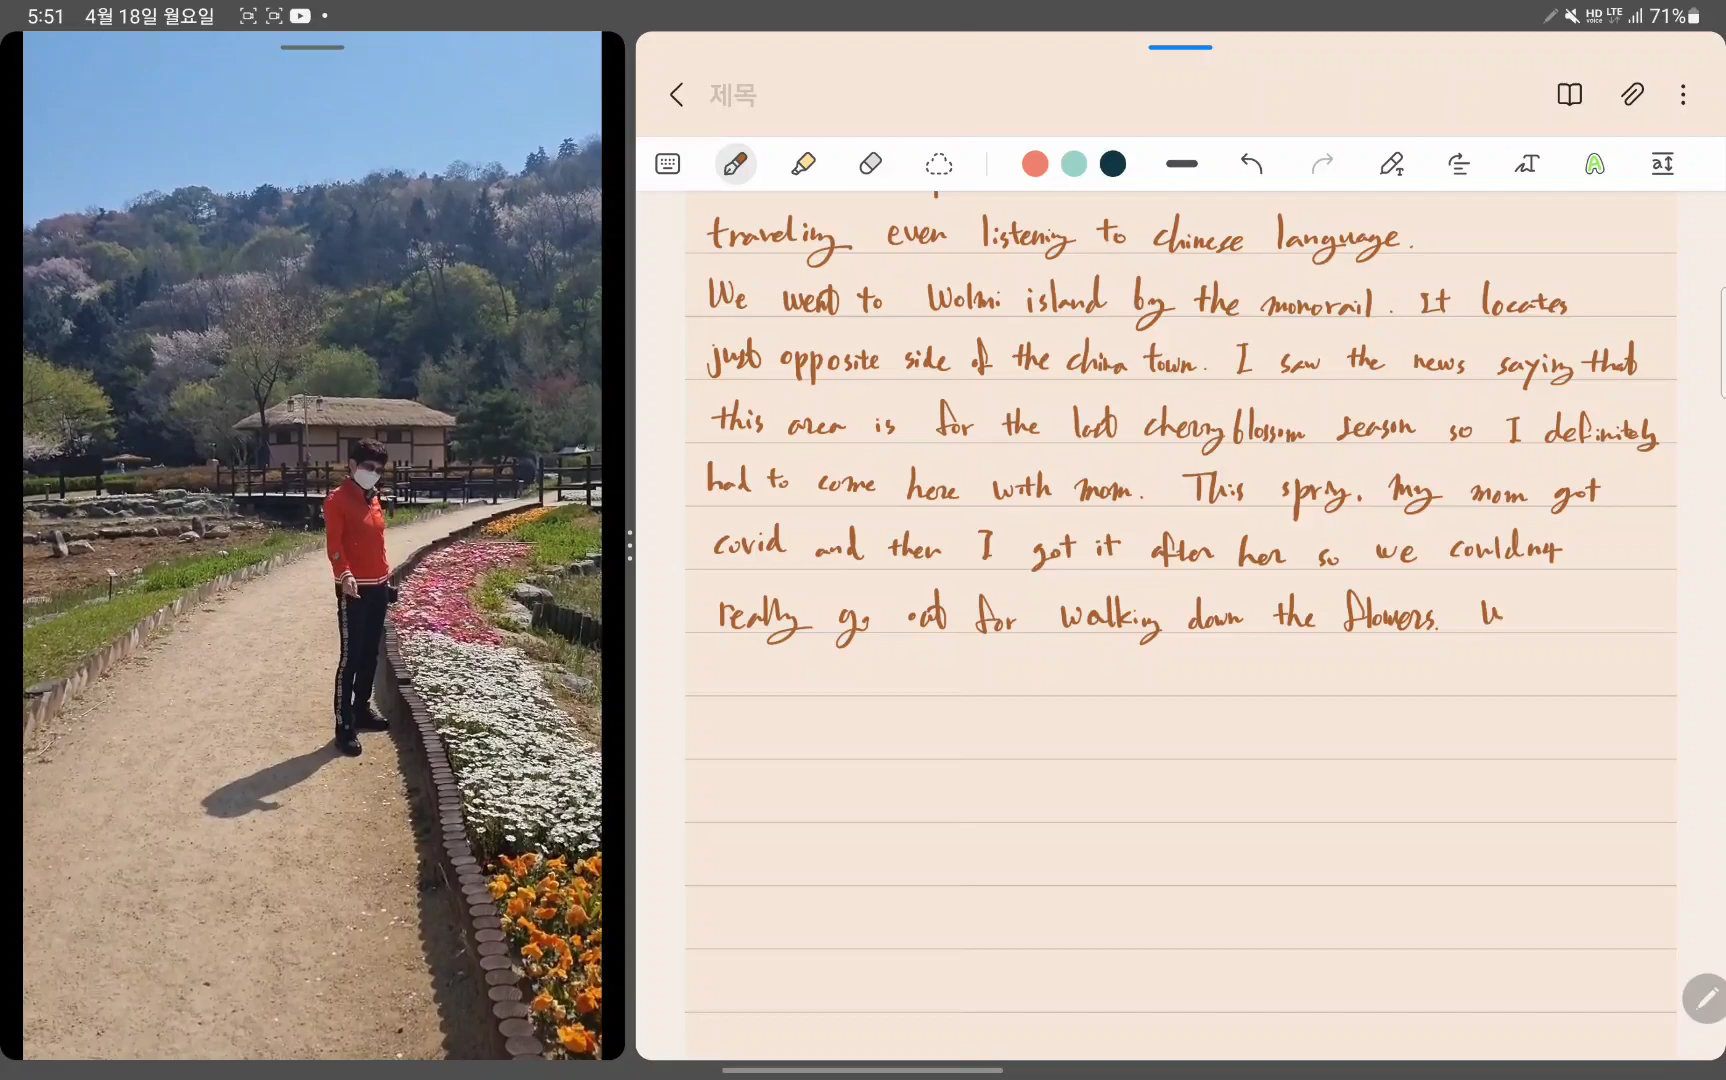 5:51 4월 18일 월요일
HD voice LTE 71%
제목
traveling even listening to chinese language.
We went to Wolmi island by the monorail. It locates
just opposite side of the china town. I saw the news saying that
this area is for the last cherry blossom season so I definitely
had to come here with mom. This spring, my mom got
covid and then I got it after her so we couldn't
really go out for walking down the flowers. W